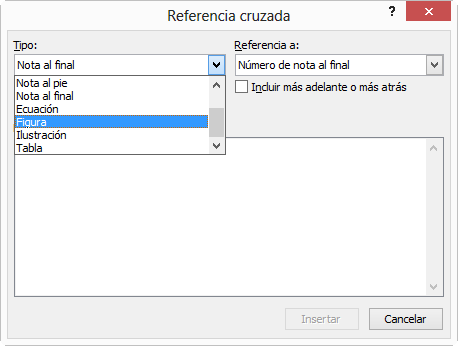 Referencia cruzada
? ×
Tipo: Referencia a:
Nota al final Número de nota al final
Nota al pie Incluir más adelante o más atrás
Nota al final
Ecuación
Figura
Ilustración
Tabla
Insertar Cancelar